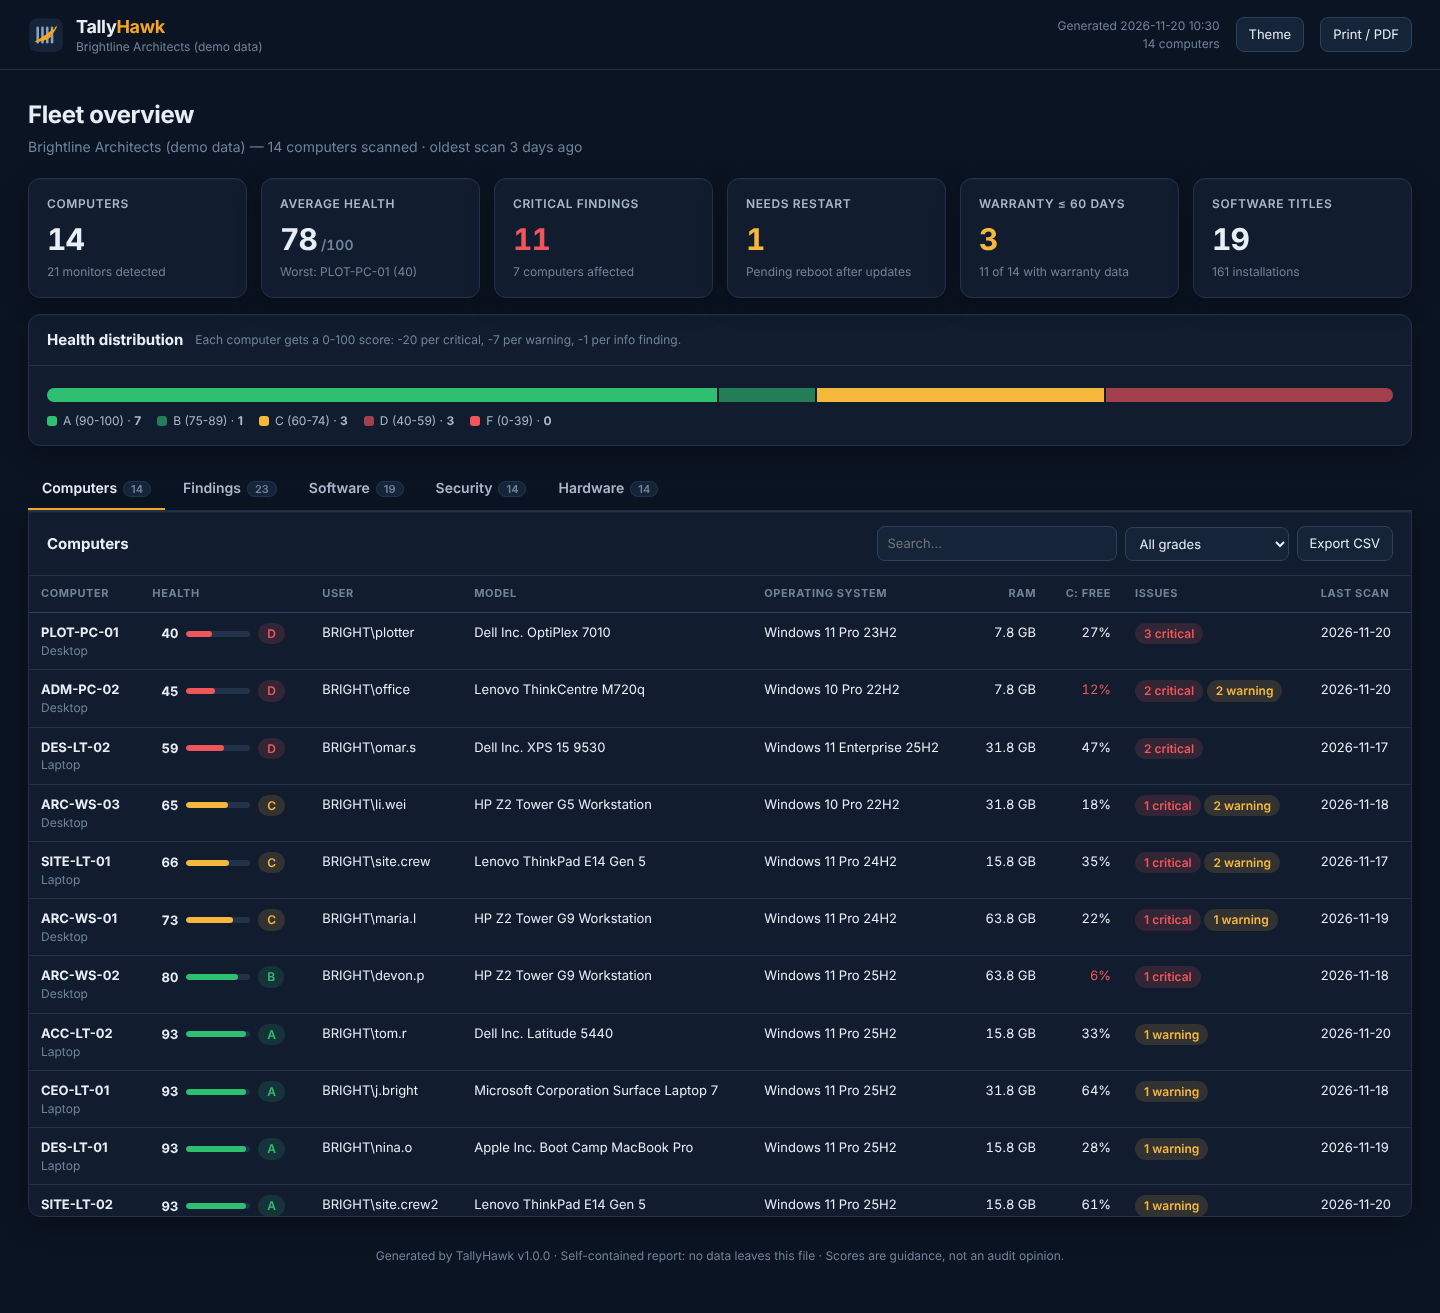 TallyHawk
Brightline Architects (demo data)
Generated 2026-11-20 10:30
14 computers
Theme
Print / PDF
Fleet overview
Brightline Architects (demo data) — 14 computers scanned · oldest scan 3 days ago
COMPUTERS
14
21 monitors detected
AVERAGE HEALTH
78 /100
Worst: PLOT-PC-01 (40)
CRITICAL FINDINGS
11
7 computers affected
NEEDS RESTART
1
Pending reboot after updates
WARRANTY ≤ 60 DAYS
3
11 of 14 with warranty data
SOFTWARE TITLES
19
161 installations
Health distribution Each computer gets a 0-100 score: -20 per critical, -7 per warning, -1 per info finding.
A (90-100) · 7 B (75-89) · 1 C (60-74) · 3 D (40-59) · 3 F (0-39) · 0
Computers 14 Findings 23 Software 19 Security 14 Hardware 14
Computers Search... All grades Export CSV
COMPUTER HEALTH USER MODEL OPERATING SYSTEM RAM C: FREE ISSUES LAST SCAN
PLOT-PC-01 40 D BRIGHT\plotter Dell Inc. OptiPlex 7010 Windows 11 Pro 23H2 7.8 GB 27% 3 critical 2026-11-20
Desktop
ADM-PC-02 45 D BRIGHT\office Lenovo ThinkCentre M720q Windows 10 Pro 22H2 7.8 GB 12% 2 critical 2 warning 2026-11-20
Desktop
DES-LT-02 59 D BRIGHT\omar.s Dell Inc. XPS 15 9530 Windows 11 Enterprise 25H2 31.8 GB 47% 2 critical 2026-11-17
Laptop
ARC-WS-03 65 C BRIGHT\li.wei HP Z2 Tower G5 Workstation Windows 10 Pro 22H2 31.8 GB 18% 1 critical 2 warning 2026-11-18
Desktop
SITE-LT-01 66 C BRIGHT\site.crew Lenovo ThinkPad E14 Gen 5 Windows 11 Pro 24H2 15.8 GB 35% 1 critical 2 warning 2026-11-17
Laptop
ARC-WS-01 73 C BRIGHT\maria.l HP Z2 Tower G9 Workstation Windows 11 Pro 24H2 63.8 GB 22% 1 critical 1 warning 2026-11-19
Desktop
ARC-WS-02 80 B BRIGHT\devon.p HP Z2 Tower G9 Workstation Windows 11 Pro 25H2 63.8 GB 6% 1 critical 2026-11-18
Desktop
ACC-LT-02 93 A BRIGHT\tom.r Dell Inc. Latitude 5440 Windows 11 Pro 25H2 15.8 GB 33% 1 warning 2026-11-20
Laptop
CEO-LT-01 93 A BRIGHT\j.bright Microsoft Corporation Surface Laptop 7 Windows 11 Pro 25H2 31.8 GB 64% 1 warning 2026-11-18
Laptop
DES-LT-01 93 A BRIGHT\nina.o Apple Inc. Boot Camp MacBook Pro Windows 11 Pro 25H2 15.8 GB 28% 1 warning 2026-11-19
Laptop
SITE-LT-02 93 A BRIGHT\site.crew2 Lenovo ThinkPad E14 Gen 5 Windows 11 Pro 25H2 15.8 GB 61% 1 warning 2026-11-20
Generated by TallyHawk v1.0.0 · Self-contained report: no data leaves this file · Scores are guidance, not an audit opinion.